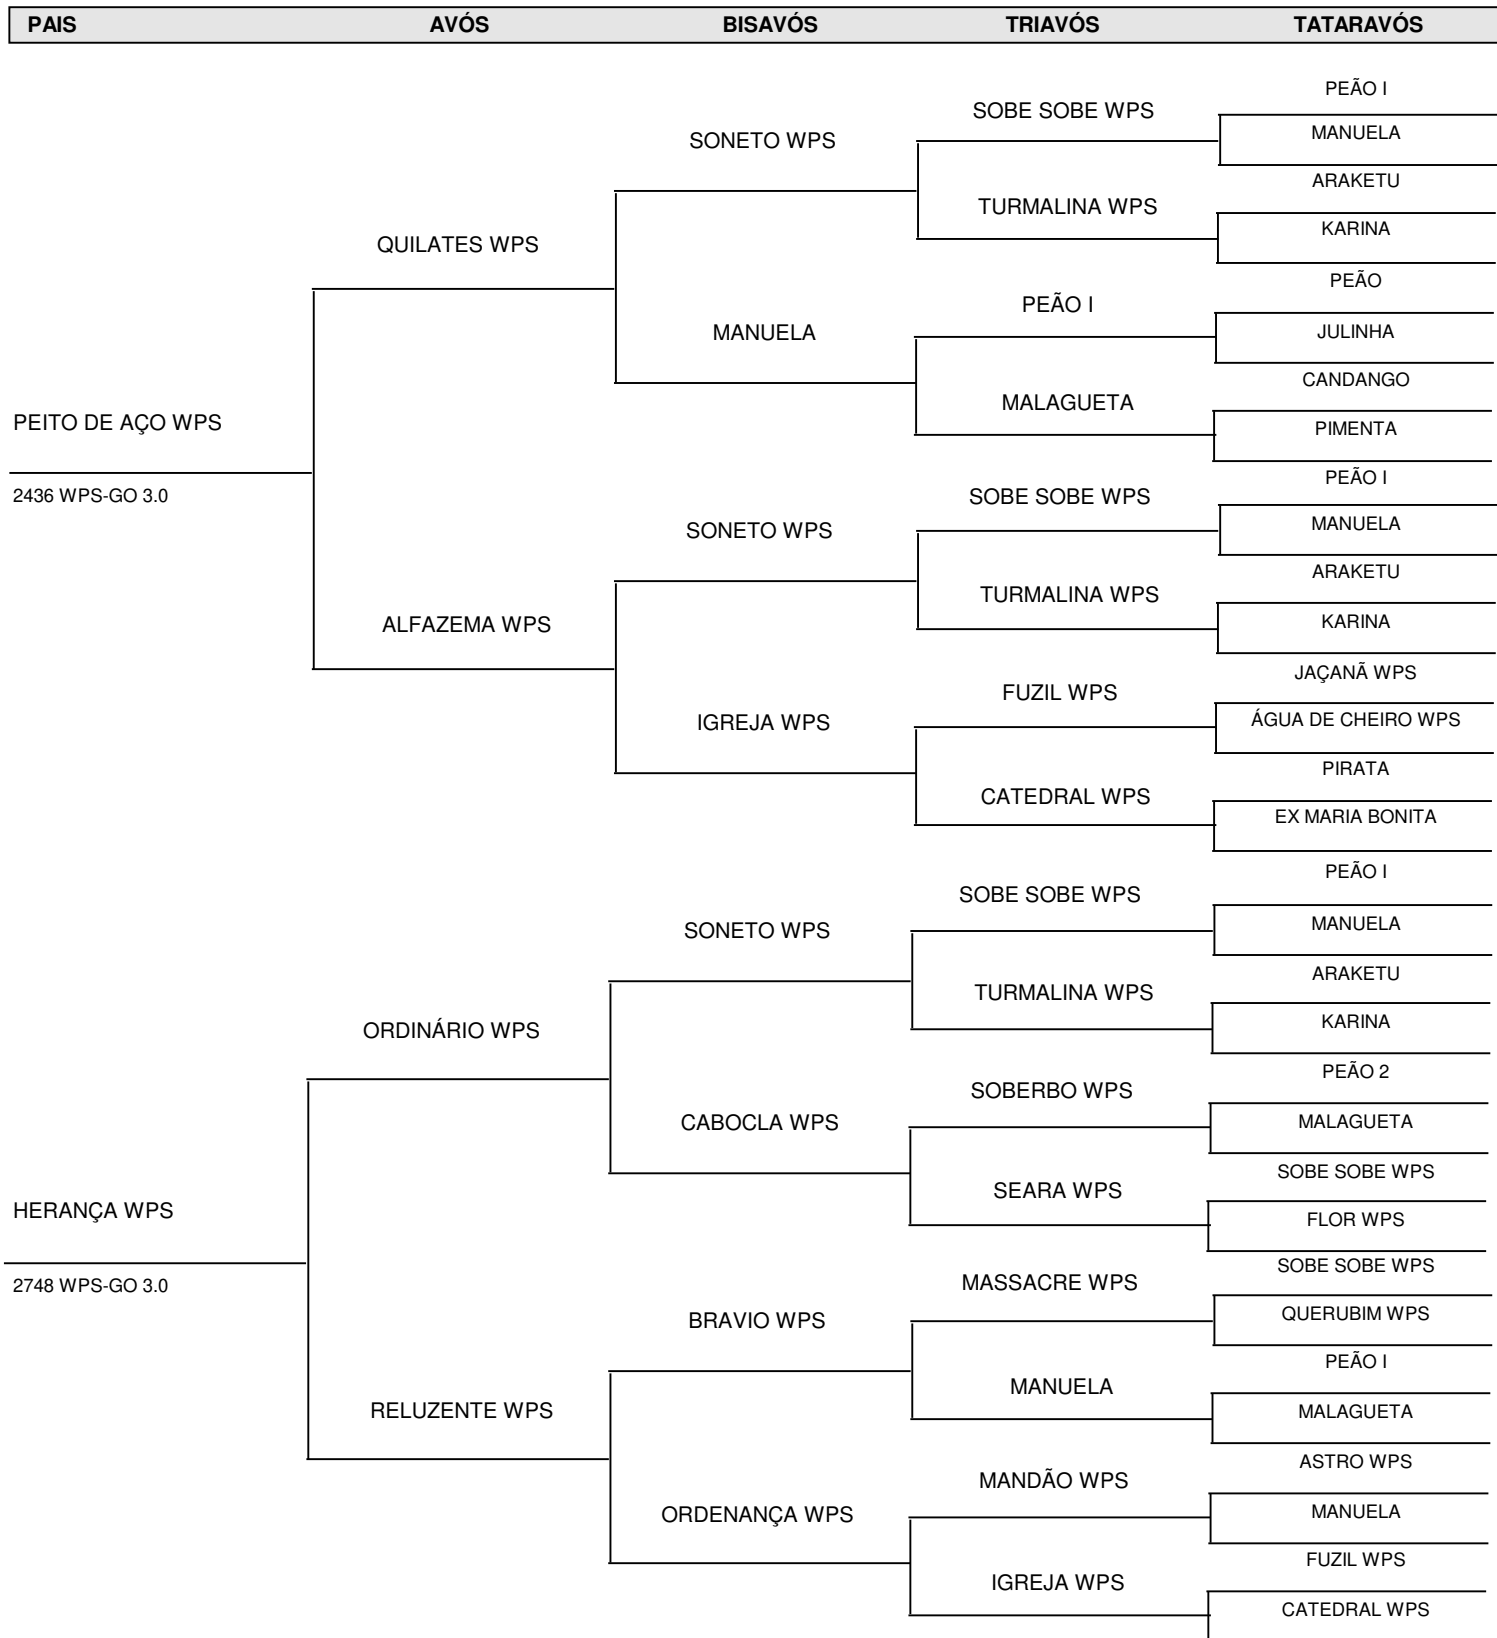 PAIS AVÓS BISAVÓS TRIAVÓS TATARAVÓS
PEÃO I
SOBE SOBE WPS
MANUELA
SONETO WPS
ARAKETU
TURMALINA WPS
KARINA
QUILATES WPS
PEÃO
PEÃO I
JULINHA
MANUELA
CANDANGO
MALAGUETA
PIMENTA
PEITO DE AÇO WPS
2436 WPS-GO 3.0
PEÃO I
SOBE SOBE WPS
MANUELA
SONETO WPS
ARAKETU
TURMALINA WPS
KARINA
ALFAZEMA WPS
JAÇANÃ WPS
FUZIL WPS
ÁGUA DE CHEIRO WPS
IGREJA WPS
PIRATA
CATEDRAL WPS
EX MARIA BONITA
PEÃO I
SOBE SOBE WPS
MANUELA
SONETO WPS
ARAKETU
TURMALINA WPS
KARINA
ORDINÁRIO WPS
PEÃO 2
SOBERBO WPS
MALAGUETA
CABOCLA WPS
SOBE SOBE WPS
SEARA WPS
FLOR WPS
HERANÇA WPS
2748 WPS-GO 3.0
SOBE SOBE WPS
MASSACRE WPS
QUERUBIM WPS
BRAVIO WPS
PEÃO I
MANUELA
MALAGUETA
RELUZENTE WPS
ASTRO WPS
MANDÃO WPS
MANUELA
ORDENANÇA WPS
FUZIL WPS
IGREJA WPS
CATEDRAL WPS